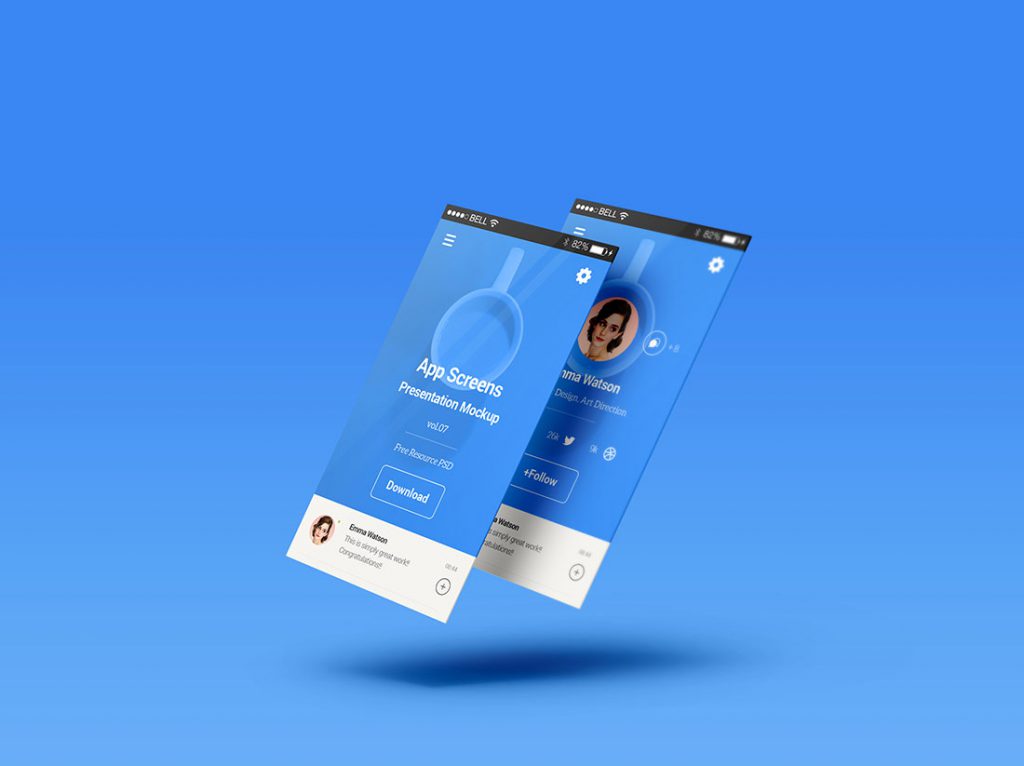 BELL
82%
App Screens
Presentation Mockup
vol.07
Free Resource PSD
Download
Emma Watson
This is simply great work!!
Congratulations!!
08:44
BELL
82%
+8
mma Watson
Design, Art Direction
26k
9k
+Follow
a Watson
simply great work!!
tulations!!
08:44